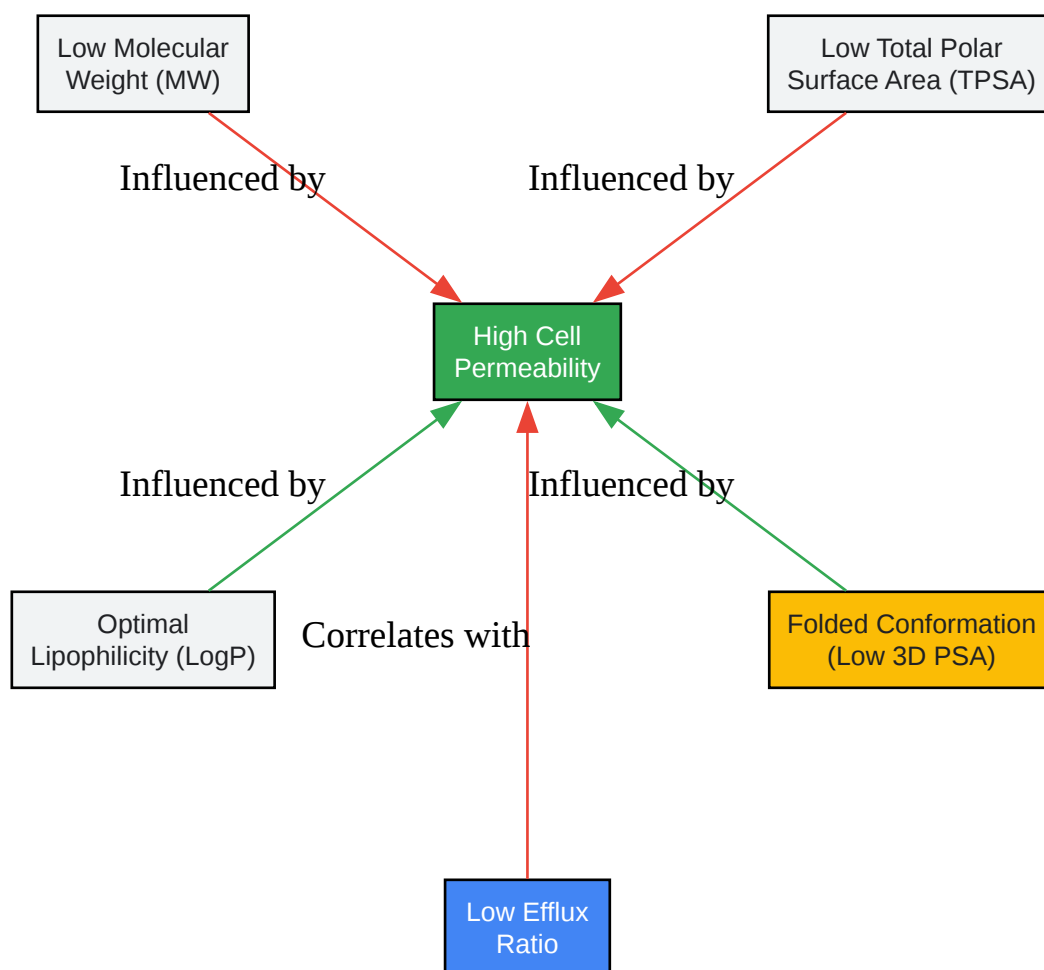 Low Molecular
Weight (MW)
Low Total Polar
Surface Area (TPSA)
Influenced by
Influenced by
High Cell
Permeability
Influenced by
Influenced by
Optimal
Lipophilicity (LogP)
Correlates with
Folded Conformation
(Low 3D PSA)
Low Efflux
Ratio